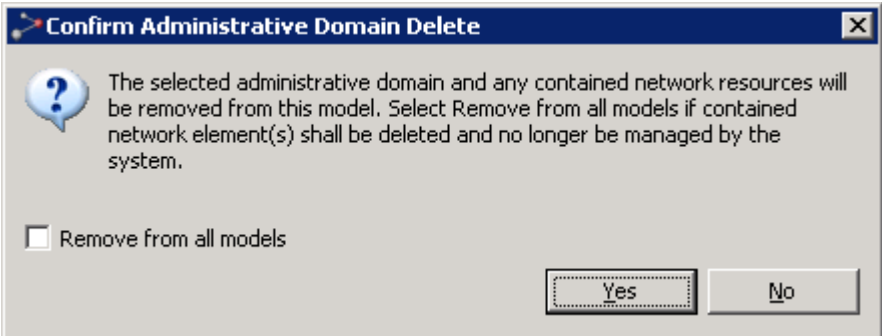 Confirm Administrative Domain Delete
The selected administrative domain and any contained network resources will
be removed from this model. Select Remove from all models if contained
network element(s) shall be deleted and no longer be managed by the
system.
Remove from all models
Yes No